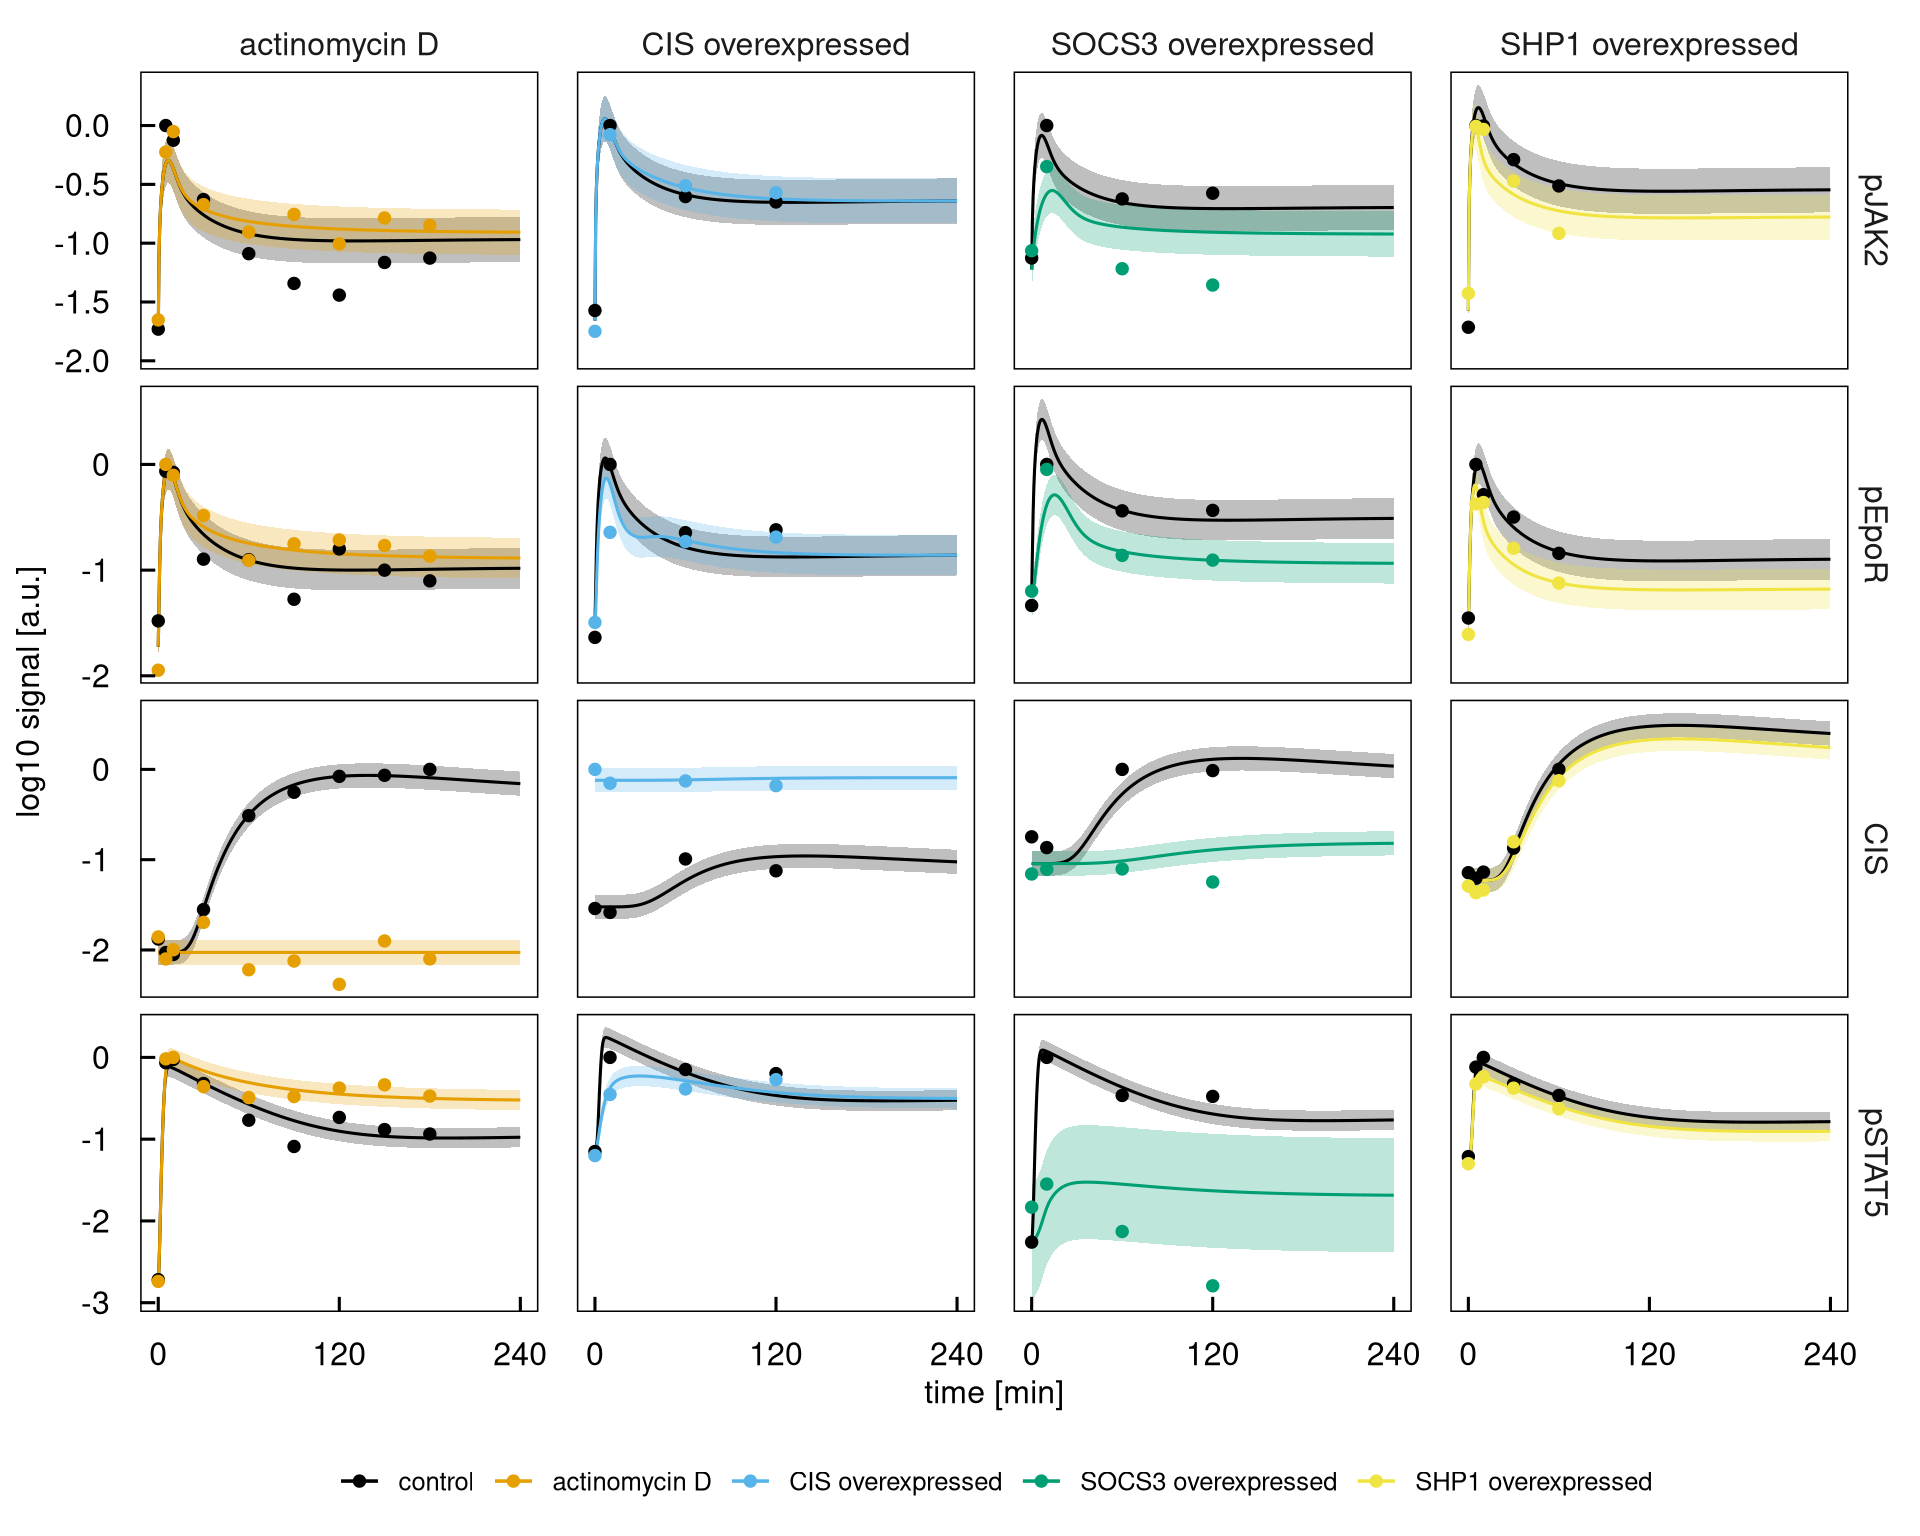 actinomycin D CIS overexpressed SOCS3 overexpressed SHP1 overexpressed
0.0
-0.5
-1.0
-1.5
-2.0
pJAK2
0
-1
-2
pEpoR
log10 signal [a.u.]
0
-1
-2
CIS
0
-1
-2
-3
pSTAT5
0 120 240 0 120 240 0 120 240 0 120 240
time [min]
control actinomycin D CIS overexpressed SOCS3 overexpressed SHP1 overexpressed